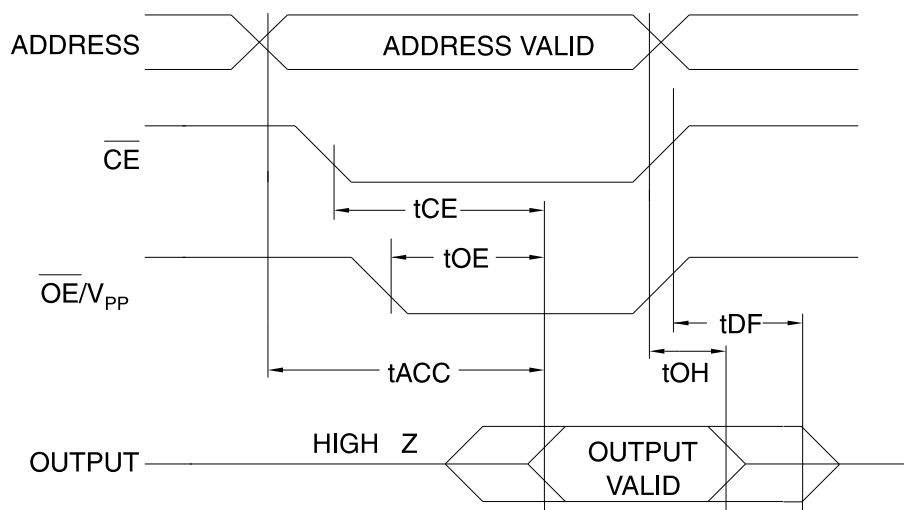 ADDRESS
ADDRESS VALID
CE
tCE
tOE
OE/VPP
tDF
tACC
tOH
HIGH Z
OUTPUT
OUTPUT
VALID